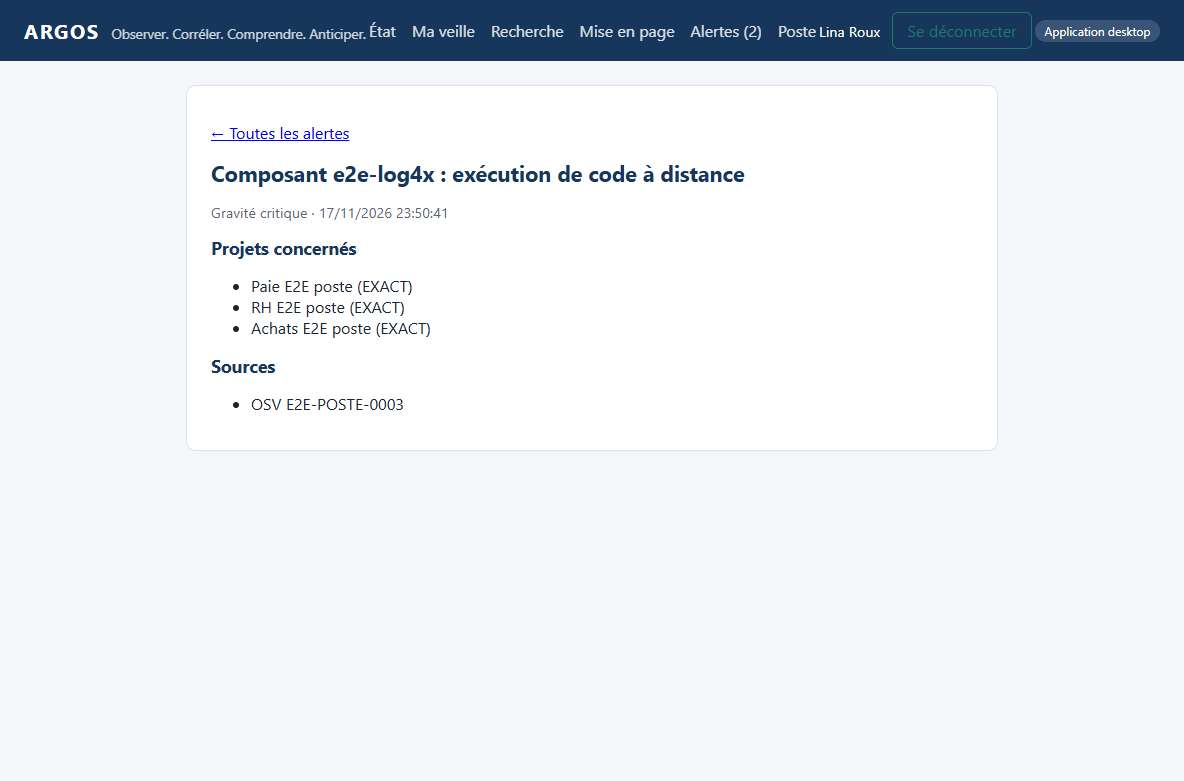 ARGOS Observer. Corréler. Comprendre. Anticiper. État Ma veille Recherche Mise en page Alertes (2) Poste Lina Roux Se déconnecter Application desktop
← Toutes les alertes
Composant e2e-log4x : exécution de code à distance
Gravité critique · 17/11/2026 23:50:41
Projets concernés
• Paie E2E poste (EXACT)
• RH E2E poste (EXACT)
• Achats E2E poste (EXACT)
Sources
• OSV E2E-POSTE-0003